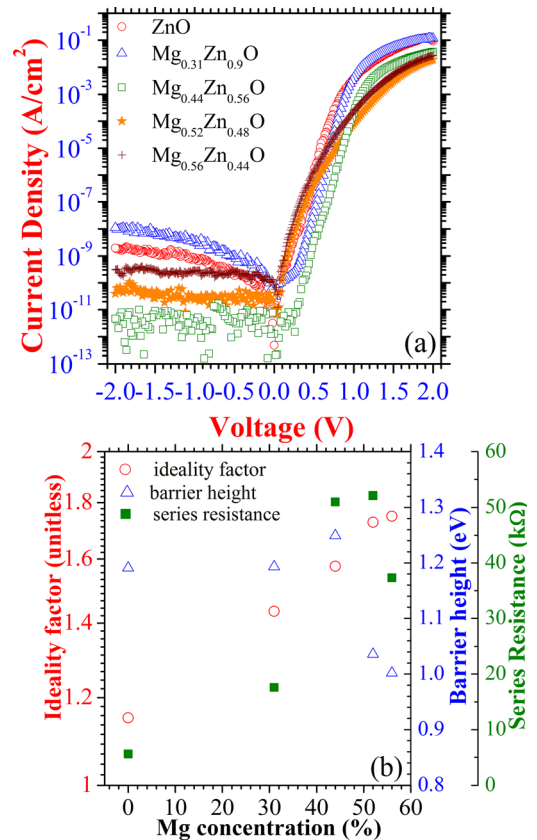 10⁻¹
10⁻³
10⁻⁵
10⁻⁷
10⁻⁹
10⁻¹¹
10⁻¹³
Current Density (A/cm²)
ZnO
Mg₀.₃₁Zn₀.₉O
Mg₀.₄₄Zn₀.₅₆O
Mg₀.₅₂Zn₀.₄₈O
Mg₀.₅₆Zn₀.₄₄O
(a)
-2.0 -1.5 -1.0 -0.5 0.0 0.5 1.0 1.5 2.0
Voltage (V)
2
1.8
1.6
1.4
1.2
1
Ideality factor (unitless)
ideality factor
barrier height
series resistance
(b)
1.4
1.3
1.2
1.1
1.0
0.9
0.8
Barrier height (eV)
60
50
40
30
20
10
0
Series Resistance (kΩ)
0 10 20 30 40 50 60
Mg concentration (%)